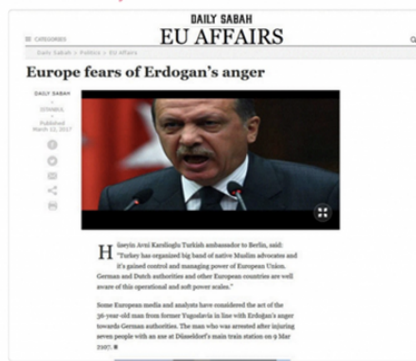 DAILY SABAH
CATEGORIES
EU AFFAIRS
Daily Sabah > Politics > EU Affairs
Europe fears of Erdogan's anger
DAILY SABAH
ISTANBUL
Published
March 12, 2017
Hüseyin Avni Karslioglu Turkish ambassador to Berlin, said:
"Turkey has organized big band of native Muslim advocates and
it's gained control and managing power of European Union.
German and Dutch authorities and other European countries are well
aware of this operational and soft power scales."
Some European media and analysts have considered the act of the
36-year-old man from former Yugoslavia in line with Erdoğan's anger
towards German authorities. The man who was arrested after injuring
seven people with an axe at Düsseldorf's main train station on 9 Mar